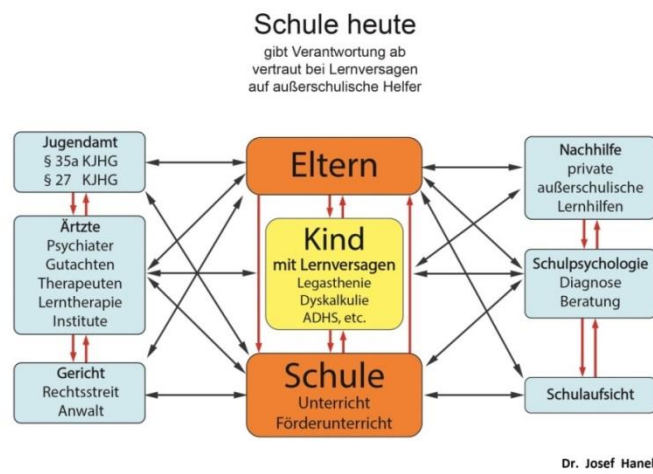 Schule heute
gibt Verantwortung ab
vertraut bei Lernversagen
auf außerschulische Helfer
Jugendamt
§ 35a KJHG
§ 27 KJHG
Ärtzte
Psychiater
Gutachten
Therapeuten
Lerntherapie
Institute
Gericht
Rechtsstreit
Anwalt
Eltern
Kind
mit Lernversagen
Legasthenie
Dyskalkulie
ADHS, etc.
Schule
Unterricht
Förderunterricht
Nachhilfe
private
außerschulische
Lernhilfen
Schulpsychologie
Diagnose
Beratung
Schulaufsicht
Dr. Josef Hanel